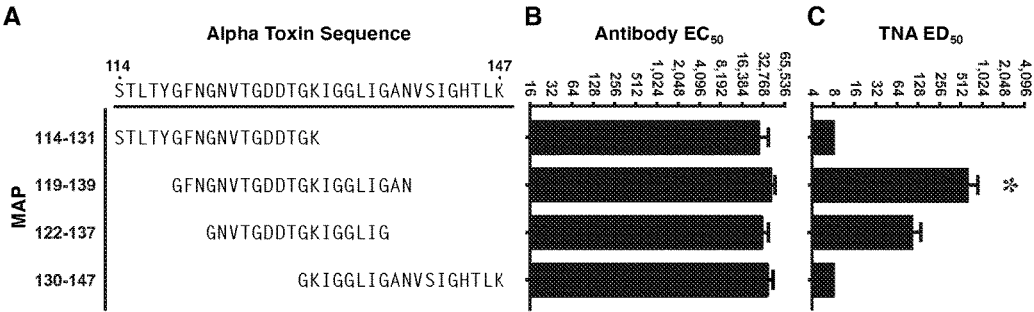 A
Alpha Toxin Sequence
114 147
STLTYGFNGNVTGDDTGKIGGLIGANVSIGHTLK
MAP
114-131 STLTYGFNGNVTGDDTGK
119-139 GFNGNVTGDDTGKIGGLIGAN
122-137 GNVTGDDTGKIGGLIG
130-147 GKIGGLIGANVSIGHTLK
B
Antibody EC50
16 32 64 128 256 512 1,024 2,048 4,096 8,192 16,384 32,768 65,536
C
TNA ED50
4 8 16 32 64 128 256 512 1,024 2,048 4,096
*